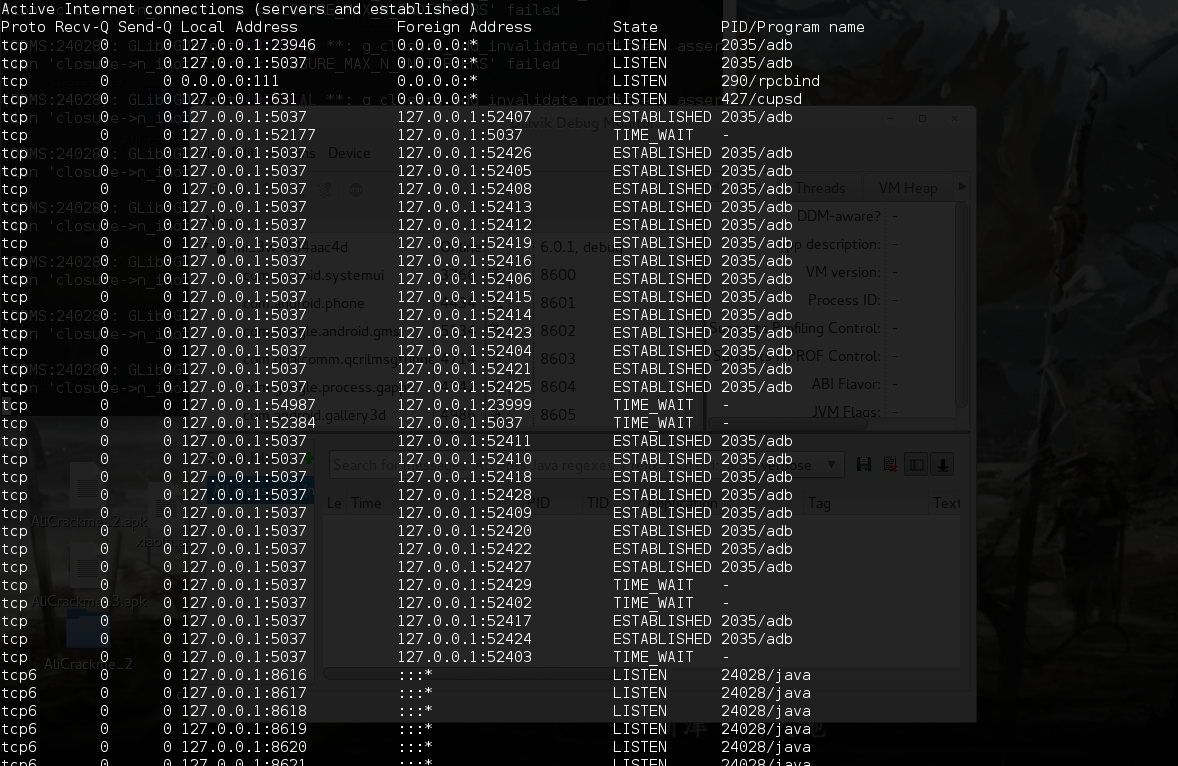 Active Internet connections (servers and established)
Proto Recv-Q Send-Q Local Address Foreign Address State PID/Program name
tcp 0 0 127.0.0.1:23946 0.0.0.0:* LISTEN 2035/adb
tcp 0 0 127.0.0.1:5037 0.0.0.0:* LISTEN 2035/adb
tcp 0 0 0.0.0.0:111 0.0.0.0:* LISTEN 290/rpcbind
tcp 0 0 127.0.0.1:631 0.0.0.0:* LISTEN 427/cupsd
tcp 0 0 127.0.0.1:5037 127.0.0.1:52407 ESTABLISHED 2035/adb
tcp 0 0 127.0.0.1:52177 127.0.0.1:5037 TIME_WAIT -
tcp 0 0 127.0.0.1:5037 127.0.0.1:52426 ESTABLISHED 2035/adb
tcp 0 0 127.0.0.1:5037 127.0.0.1:52405 ESTABLISHED 2035/adb
tcp 0 0 127.0.0.1:5037 127.0.0.1:52408 ESTABLISHED 2035/adb
tcp 0 0 127.0.0.1:5037 127.0.0.1:52413 ESTABLISHED 2035/adb
tcp 0 0 127.0.0.1:5037 127.0.0.1:52412 ESTABLISHED 2035/adb
tcp 0 0 127.0.0.1:5037 127.0.0.1:52419 ESTABLISHED 2035/adb
tcp 0 0 127.0.0.1:5037 127.0.0.1:52416 ESTABLISHED 2035/adb
tcp 0 0 127.0.0.1:5037 127.0.0.1:52406 ESTABLISHED 2035/adb
tcp 0 0 127.0.0.1:5037 127.0.0.1:52415 ESTABLISHED 2035/adb
tcp 0 0 127.0.0.1:5037 127.0.0.1:52414 ESTABLISHED 2035/adb
tcp 0 0 127.0.0.1:5037 127.0.0.1:52423 ESTABLISHED 2035/adb
tcp 0 0 127.0.0.1:5037 127.0.0.1:52404 ESTABLISHED 2035/adb
tcp 0 0 127.0.0.1:5037 127.0.0.1:52421 ESTABLISHED 2035/adb
tcp 0 0 127.0.0.1:5037 127.0.0.1:52425 ESTABLISHED 2035/adb
tcp 0 0 127.0.0.1:54987 127.0.0.1:23999 TIME_WAIT -
tcp 0 0 127.0.0.1:52384 127.0.0.1:5037 TIME_WAIT -
tcp 0 0 127.0.0.1:5037 127.0.0.1:52411 ESTABLISHED 2035/adb
tcp 0 0 127.0.0.1:5037 127.0.0.1:52410 ESTABLISHED 2035/adb
tcp 0 0 127.0.0.1:5037 127.0.0.1:52418 ESTABLISHED 2035/adb
tcp 0 0 127.0.0.1:5037 127.0.0.1:52428 ESTABLISHED 2035/adb
tcp 0 0 127.0.0.1:5037 127.0.0.1:52409 ESTABLISHED 2035/adb
tcp 0 0 127.0.0.1:5037 127.0.0.1:52420 ESTABLISHED 2035/adb
tcp 0 0 127.0.0.1:5037 127.0.0.1:52422 ESTABLISHED 2035/adb
tcp 0 0 127.0.0.1:5037 127.0.0.1:52427 ESTABLISHED 2035/adb
tcp 0 0 127.0.0.1:5037 127.0.0.1:52429 TIME_WAIT -
tcp 0 0 127.0.0.1:5037 127.0.0.1:52402 TIME_WAIT -
tcp 0 0 127.0.0.1:5037 127.0.0.1:52417 ESTABLISHED 2035/adb
tcp 0 0 127.0.0.1:5037 127.0.0.1:52424 ESTABLISHED 2035/adb
tcp 0 0 127.0.0.1:5037 127.0.0.1:52403 TIME_WAIT -
tcp6 0 0 127.0.0.1:8616 :::* LISTEN 24028/java
tcp6 0 0 127.0.0.1:8617 :::* LISTEN 24028/java
tcp6 0 0 127.0.0.1:8618 :::* LISTEN 24028/java
tcp6 0 0 127.0.0.1:8619 :::* LISTEN 24028/java
tcp6 0 0 127.0.0.1:8620 :::* LISTEN 24028/java
tcp6 0 0 127.0.0.1:8621 :::* LISTEN 24028/java
Device
Threads VM Heap
DDM-aware? -
description: -
VM version: -
Process ID: -
ABI Flavor: -
JVM Flags: -
8600
8601
8602
8603
8604
8605
Time
TID
Tag
Text
AliCrackme_2